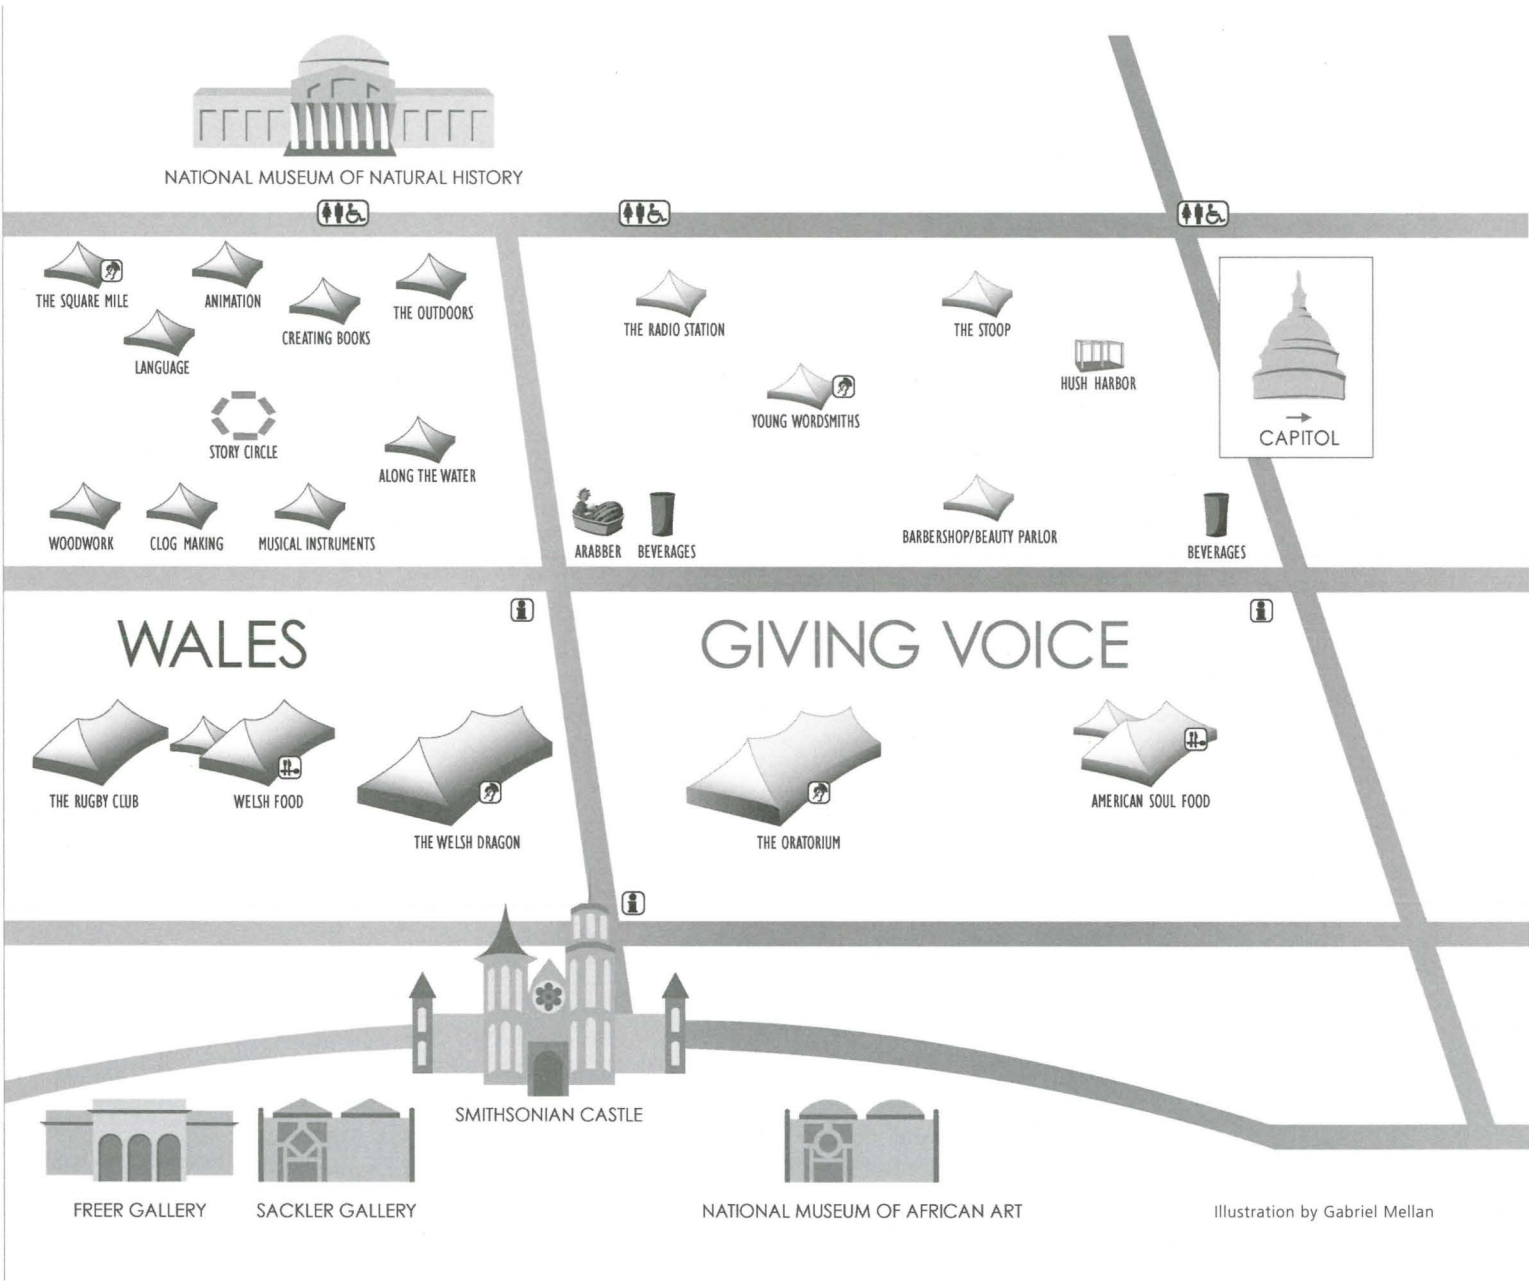 NATIONAL MUSEUM OF NATURAL HISTORY
THE SQUARE MILE
ANIMATION
CREATING BOOKS
THE OUTDOORS
LANGUAGE
STORY CIRCLE
ALONG THE WATER
WOODWORK
CLOG MAKING
MUSICAL INSTRUMENTS
THE RADIO STATION
THE STOOP
HUSH HARBOR
YOUNG WORDSMITHS
CAPITOL
ARABBER
BEVERAGES
BARBERSHOP/BEAUTY PARLOR
BEVERAGES
WALES
GIVING VOICE
THE RUGBY CLUB
WELSH FOOD
THE WELSH DRAGON
THE ORATORIUM
AMERICAN SOUL FOOD
SMITHSONIAN CASTLE
FREER GALLERY
SACKLER GALLERY
NATIONAL MUSEUM OF AFRICAN ART
Illustration by Gabriel Mellan